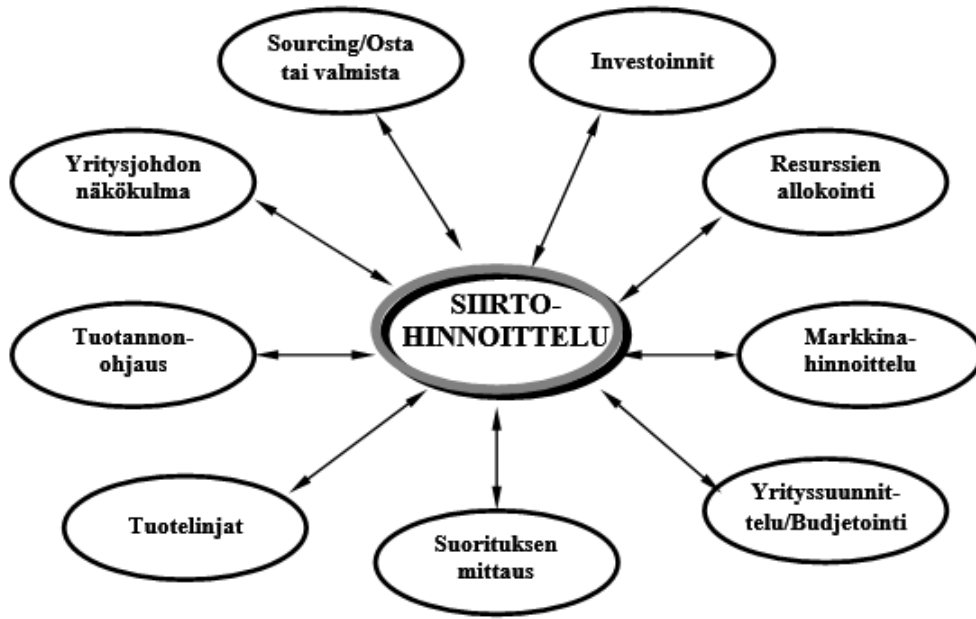 Sourcing/Osta
tai valmista
Investoinnit
Yritysjohdon
näkökulma
Resurssien
allokointi
SIIRTO-
HINNOITTELU
Tuotannon-
ohjaus
Markkina-
hinnoittelu
Tuotelinjat
Suorituksen
mittaus
Yrityssuunnit-
telu/Budjetointi